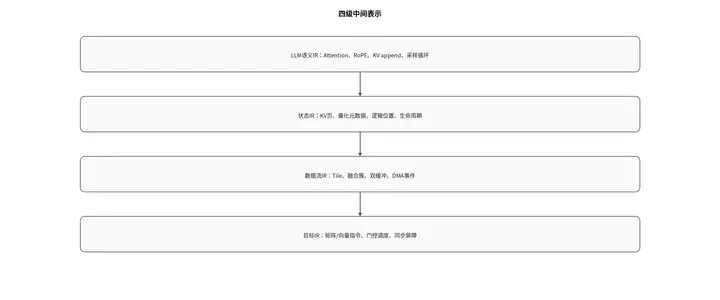 四级中间表示
LLM语义IR：Attention、RoPE、KV append、采样循环
状态IR：KV页、量化元数据、逻辑位置、生命周期
数据流IR：Tile、融合簇、双缓冲、DMA事件
目标IR：矩阵/向量指令、门控调度、同步屏障